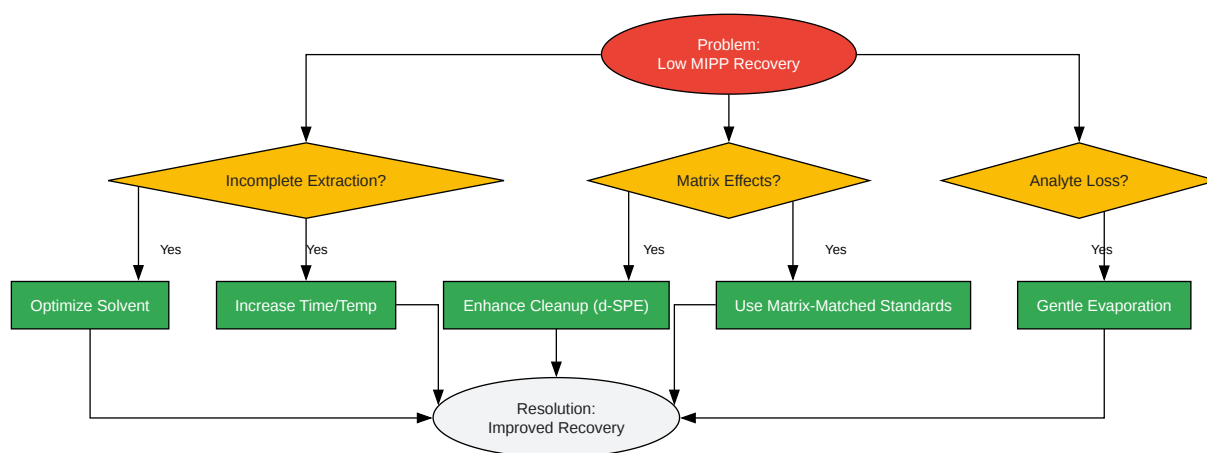 Problem:
Low MIPP Recovery
Incomplete Extraction?
Matrix Effects?
Analyte Loss?
Yes
Yes
Yes
Yes
Yes
Optimize Solvent
Increase Time/Temp
Enhance Cleanup (d-SPE)
Use Matrix-Matched Standards
Gentle Evaporation
Resolution:
Improved Recovery